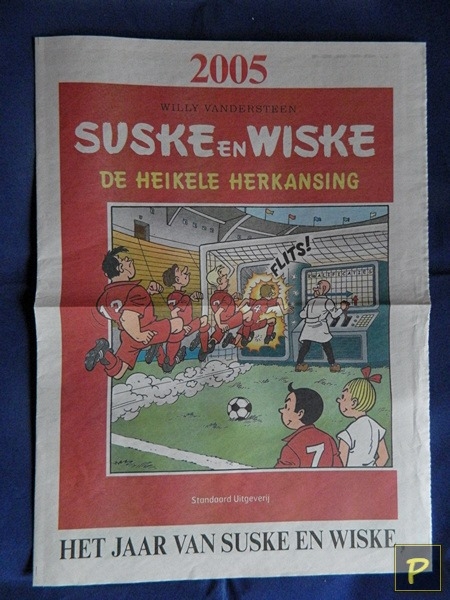 2005
WILLY VANDERSTEEN
SUSKE EN WISKE
DE HEIKELE HERKANSING
FLITS!
7
Standaard Uitgeverij
HET JAAR VAN SUSKE EN WISKE
P